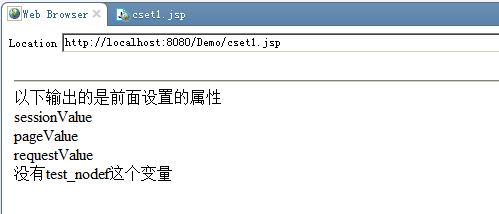 Web Browser
cset1.jsp
Location http://localhost:8080/Demo/cset1.jsp
以下输出的是前面设置的属性
sessionValue
pageValue
requestValue
没有test_nodef这个变量